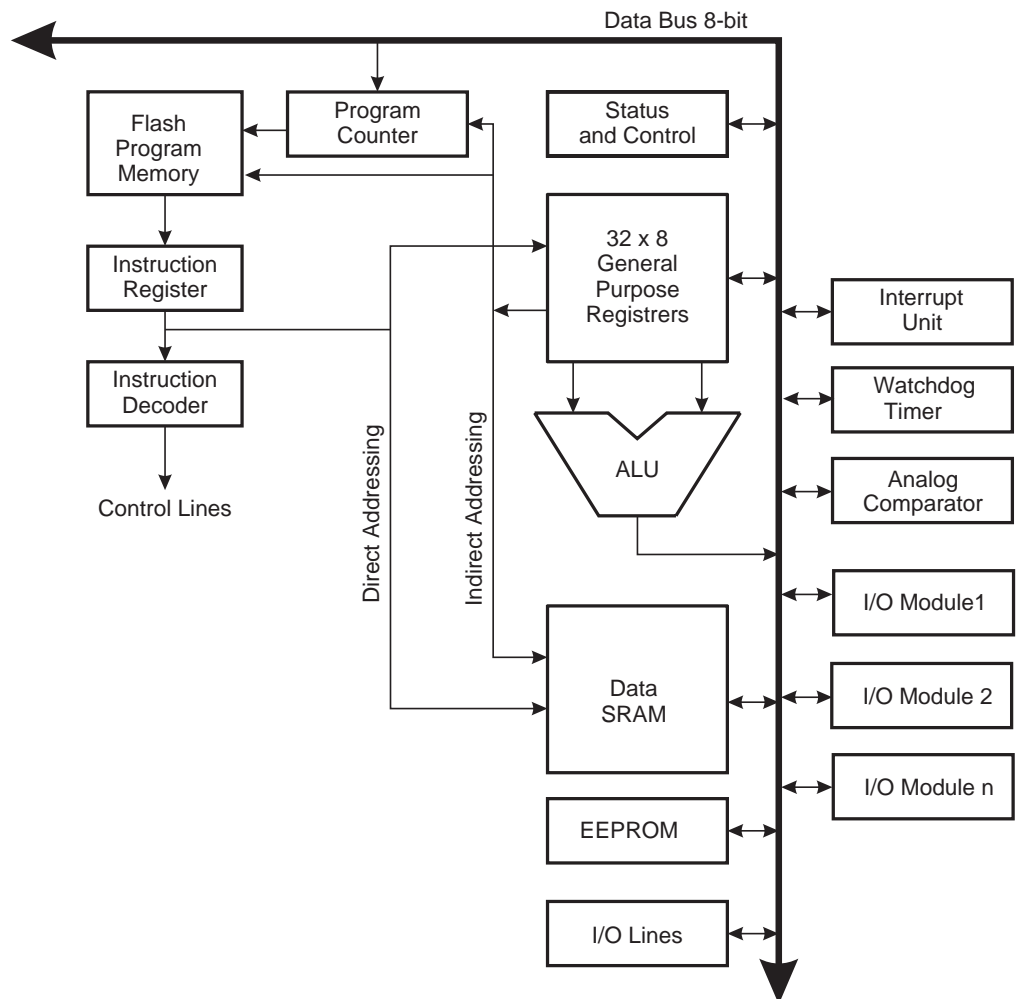 Data Bus 8-bit
Flash
Program
Memory
Program
Counter
Status
and Control
32 x 8
General
Purpose
Registrers
Instruction
Register
Interrupt
Unit
Instruction
Decoder
Watchdog
Timer
ALU
Analog
Comparator
Control Lines
Direct Addressing
Indirect Addressing
I/O Module1
Data
SRAM
I/O Module 2
I/O Module n
EEPROM
I/O Lines